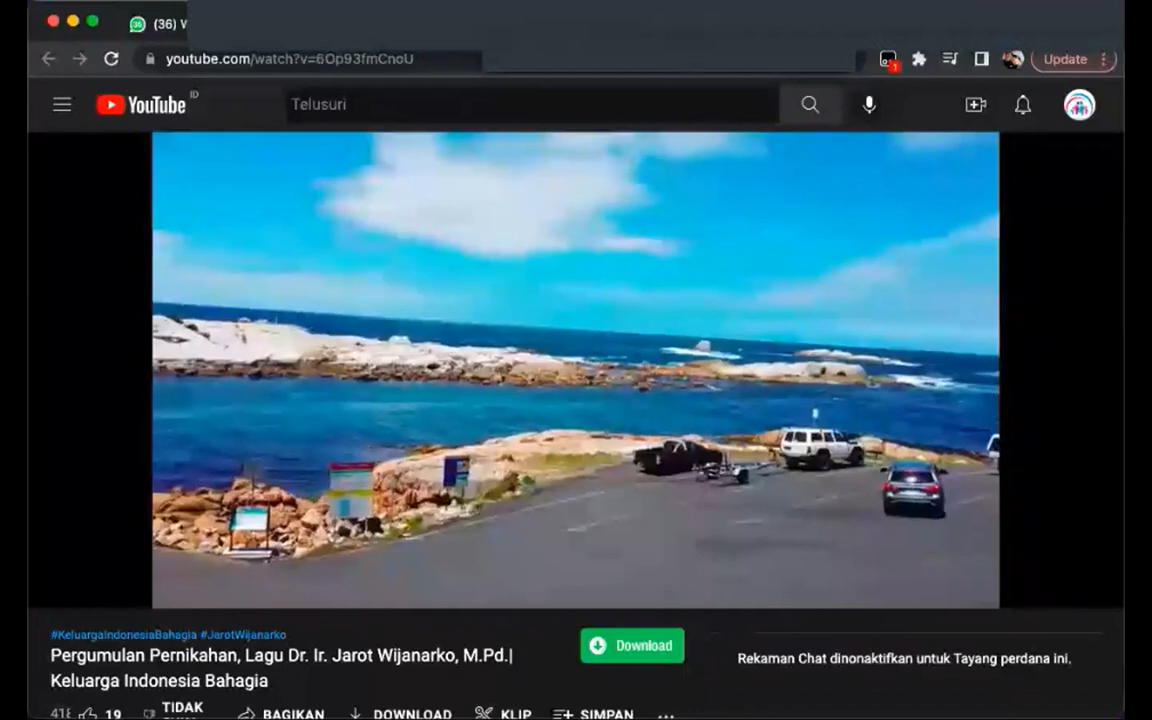 (36) W
youtube.com/watch?v=6Op93fmCnoU
1
Update
YouTube ID
Telusuri
#KeluargaIndonesiaBahagia #JarotWijanarko
Pergumulan Pernikahan, Lagu Dr. Ir. Jarot Wijanarko, M.Pd.|
Keluarga Indonesia Bahagia
Download
Rekaman Chat dinonaktifkan untuk Tayang perdana ini.
19
TIDAK
BAGIKAN
DOWNLOAD
KLIP
SIMPAN